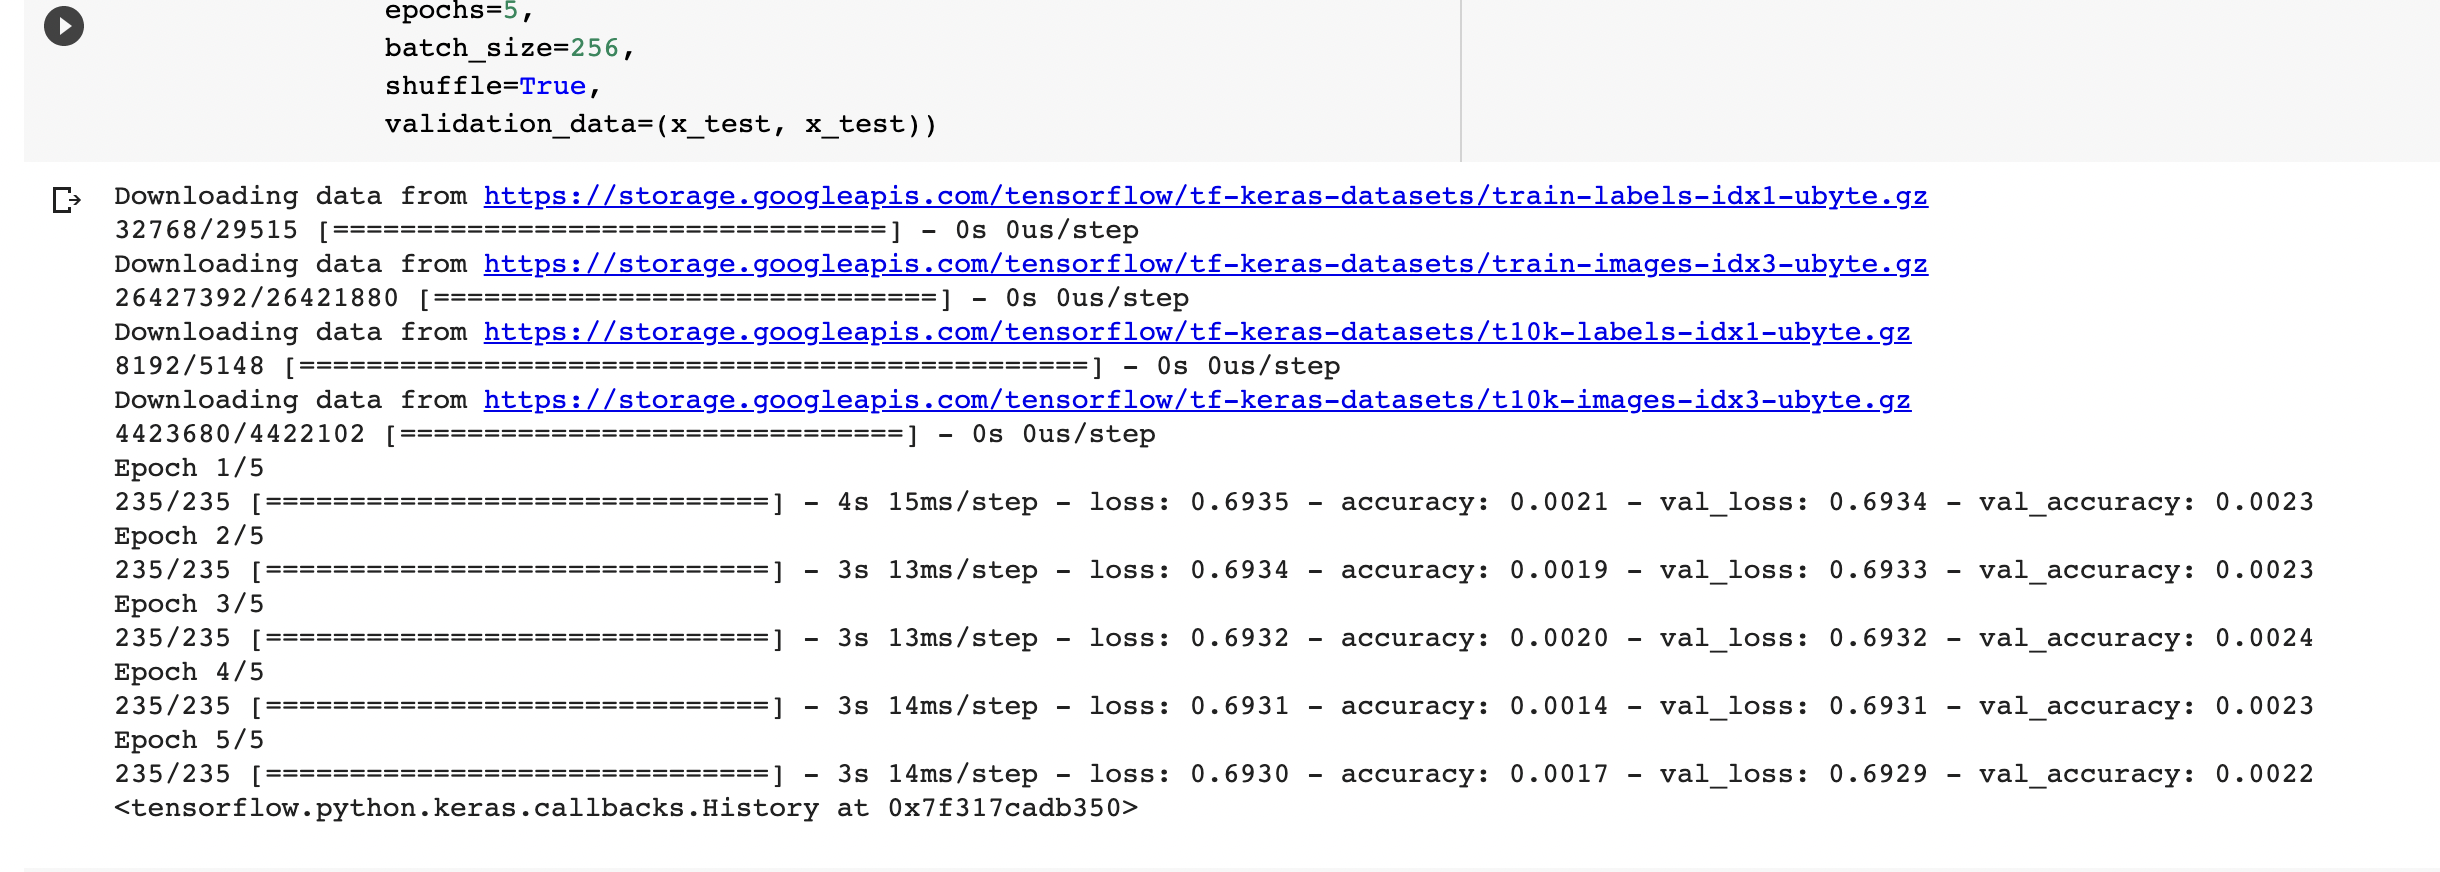 epochs=5,
batch_size=256,
shuffle=True,
validation_data=(x_test, x_test))
Downloading data from https://storage.googleapis.com/tensorflow/tf-keras-datasets/train-labels-idx1-ubyte.gz
32768/29515 [=================================] - 0s 0us/step
Downloading data from https://storage.googleapis.com/tensorflow/tf-keras-datasets/train-images-idx3-ubyte.gz
26427392/26421880 [==============================] - 0s 0us/step
Downloading data from https://storage.googleapis.com/tensorflow/tf-keras-datasets/t10k-labels-idx1-ubyte.gz
8192/5148 [===============================================] - 0s 0us/step
Downloading data from https://storage.googleapis.com/tensorflow/tf-keras-datasets/t10k-images-idx3-ubyte.gz
4423680/4422102 [==============================] - 0s 0us/step
Epoch 1/5
235/235 [==============================] - 4s 15ms/step - loss: 0.6935 - accuracy: 0.0021 - val_loss: 0.6934 - val_accuracy: 0.0023
Epoch 2/5
235/235 [==============================] - 3s 13ms/step - loss: 0.6934 - accuracy: 0.0019 - val_loss: 0.6933 - val_accuracy: 0.0023
Epoch 3/5
235/235 [==============================] - 3s 13ms/step - loss: 0.6932 - accuracy: 0.0020 - val_loss: 0.6932 - val_accuracy: 0.0024
Epoch 4/5
235/235 [==============================] - 3s 14ms/step - loss: 0.6931 - accuracy: 0.0014 - val_loss: 0.6931 - val_accuracy: 0.0023
Epoch 5/5
235/235 [==============================] - 3s 14ms/step - loss: 0.6930 - accuracy: 0.0017 - val_loss: 0.6929 - val_accuracy: 0.0022
<tensorflow.python.keras.callbacks.History at 0x7f317cadb350>